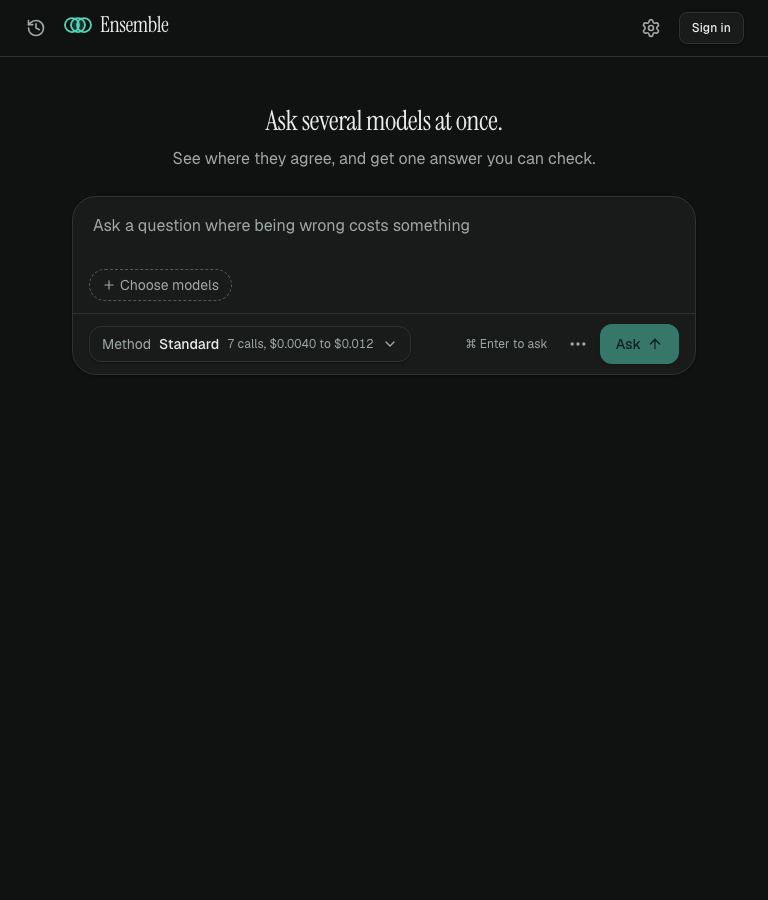 Ensemble
Sign in
Ask several models at once.
See where they agree, and get one answer you can check.
Ask a question where being wrong costs something
+ Choose models
Method Standard 7 calls, $0.0040 to $0.012
⌘ Enter to ask
Ask